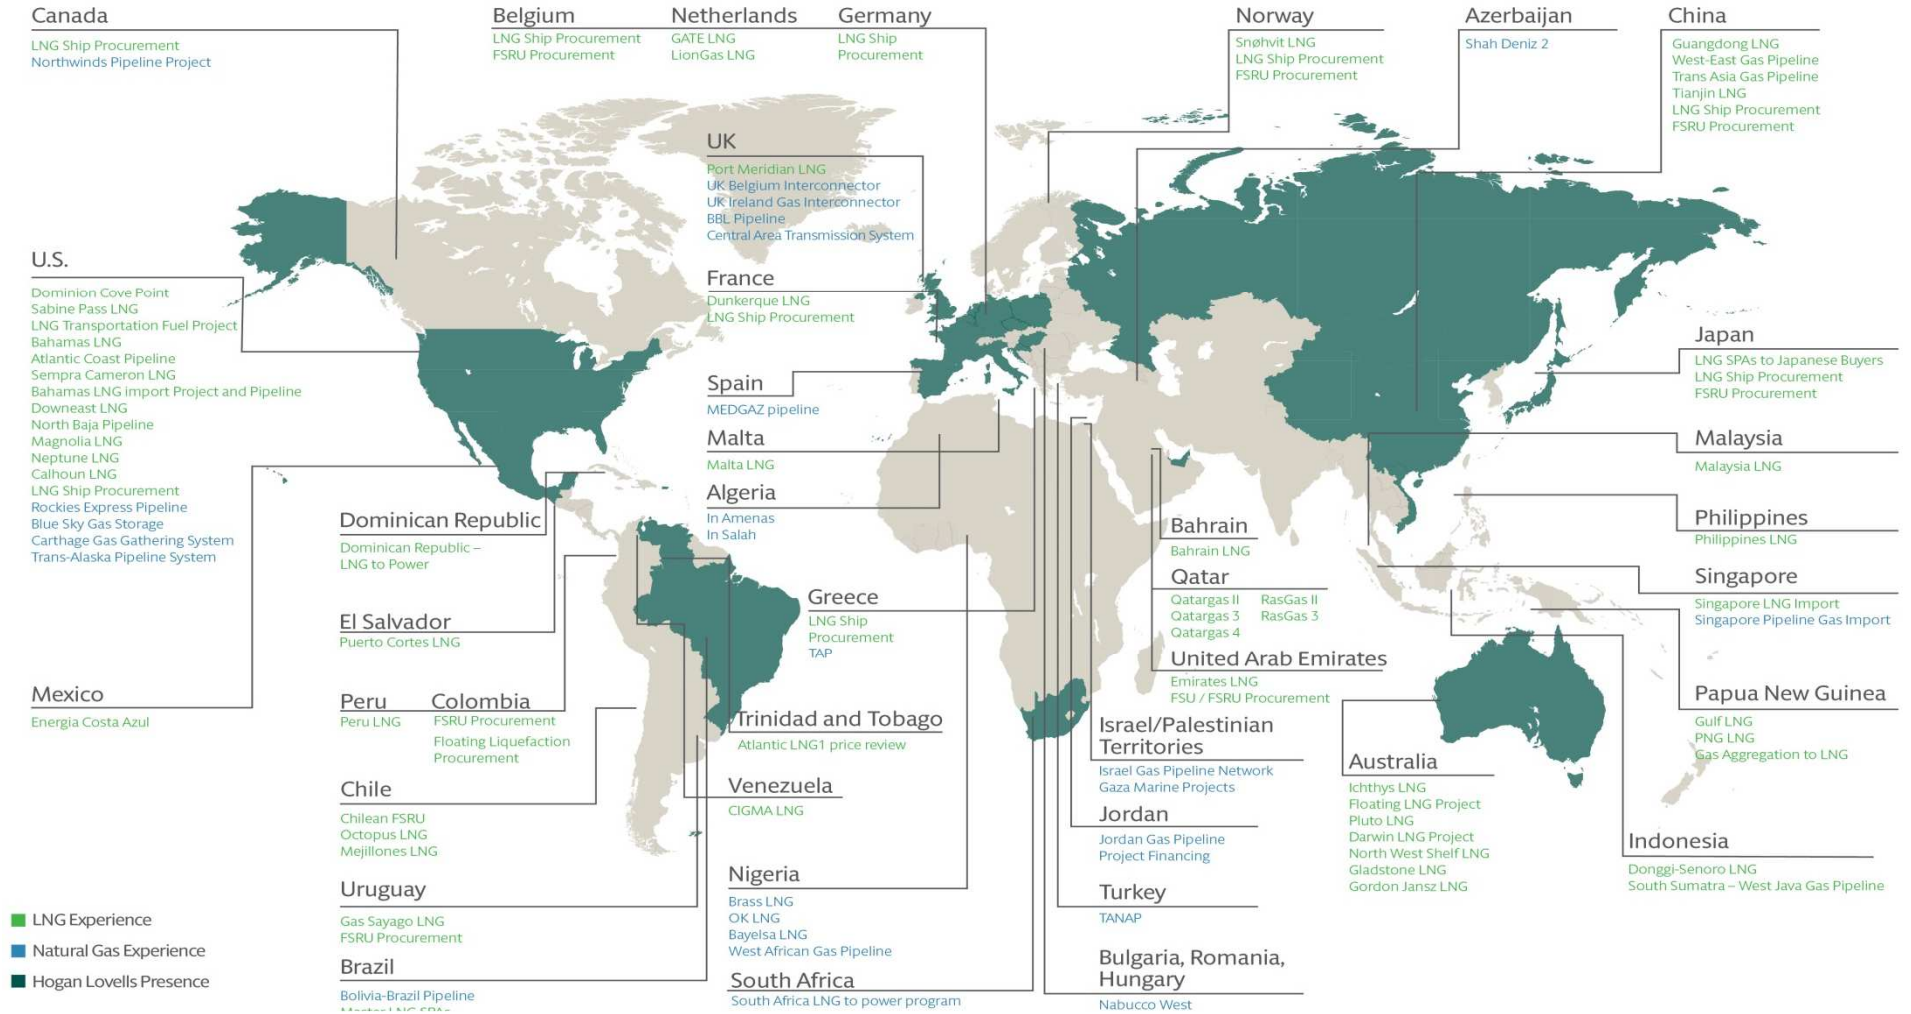 Canada
LNG Ship Procurement
Northwinds Pipeline Project
Belgium
LNG Ship Procurement
FSRU Procurement
Netherlands
GATE LNG
LionGas LNG
Germany
LNG Ship
Procurement
Norway
Snøhvit LNG
LNG Ship Procurement
FSRU Procurement
Azerbaijan
Shah Deniz 2
China
Guangdong LNG
West-East Gas Pipeline
Trans Asia Gas Pipeline
Tianjin LNG
LNG Ship Procurement
FSRU Procurement
UK
Port Meridian LNG
UK Belgium Interconnector
UK Ireland Gas Interconnector
BBL Pipeline
Central Area Transmission System
U.S.
Dominion Cove Point
Sabine Pass LNG
LNG Transportation Fuel Project
Bahamas LNG
Atlantic Coast Pipeline
Sempra Cameron LNG
Bahamas LNG import Project and Pipeline
Downeast LNG
North Baja Pipeline
Magnolia LNG
Neptune LNG
Calhoun LNG
LNG Ship Procurement
Rockies Express Pipeline
Blue Sky Gas Storage
Carthage Gas Gathering System
Trans-Alaska Pipeline System
France
Dunkerque LNG
LNG Ship Procurement
Spain
MEDGAZ pipeline
Malta
Malta LNG
Algeria
In Amenas
In Salah
Japan
LNG SPAs to Japanese Buyers
LNG Ship Procurement
FSRU Procurement
Malaysia
Malaysia LNG
Philippines
Philippines LNG
Singapore
Singapore LNG Import
Singapore Pipeline Gas Import
Papua New Guinea
Gulf LNG
PNG LNG
Gas Aggregation to LNG
Dominican Republic
Dominican Republic –
LNG to Power
El Salvador
Puerto Cortes LNG
Mexico
Energia Costa Azul
Peru
Peru LNG
Colombia
FSRU Procurement
Floating Liquefaction
Procurement
Chile
Chilean FSRU
Octopus LNG
Mejillones LNG
Uruguay
Gas Sayago LNG
FSRU Procurement
Brazil
Bolivia-Brazil Pipeline
Master LNG SPAs
Greece
LNG Ship
Procurement
TAP
Trinidad and Tobago
Atlantic LNG1 price review
Venezuela
CIGMA LNG
Nigeria
Brass LNG
OK LNG
Bayelsa LNG
West African Gas Pipeline
South Africa
South Africa LNG to power program
Bahrain
Bahrain LNG
Qatar
Qatargas II RasGas II
Qatargas 3 RasGas 3
Qatargas 4
United Arab Emirates
Emirates LNG
FSU / FSRU Procurement
Israel/Palestinian
Territories
Israel Gas Pipeline Network
Gaza Marine Projects
Jordan
Jordan Gas Pipeline
Project Financing
Turkey
TANAP
Bulgaria, Romania,
Hungary
Nabucco West
Australia
Ichthys LNG
Floating LNG Project
Pluto LNG
Darwin LNG Project
North West Shelf LNG
Gladstone LNG
Gordon Jansz LNG
Indonesia
Donggi-Senoro LNG
South Sumatra – West Java Gas Pipeline
LNG Experience
Natural Gas Experience
Hogan Lovells Presence